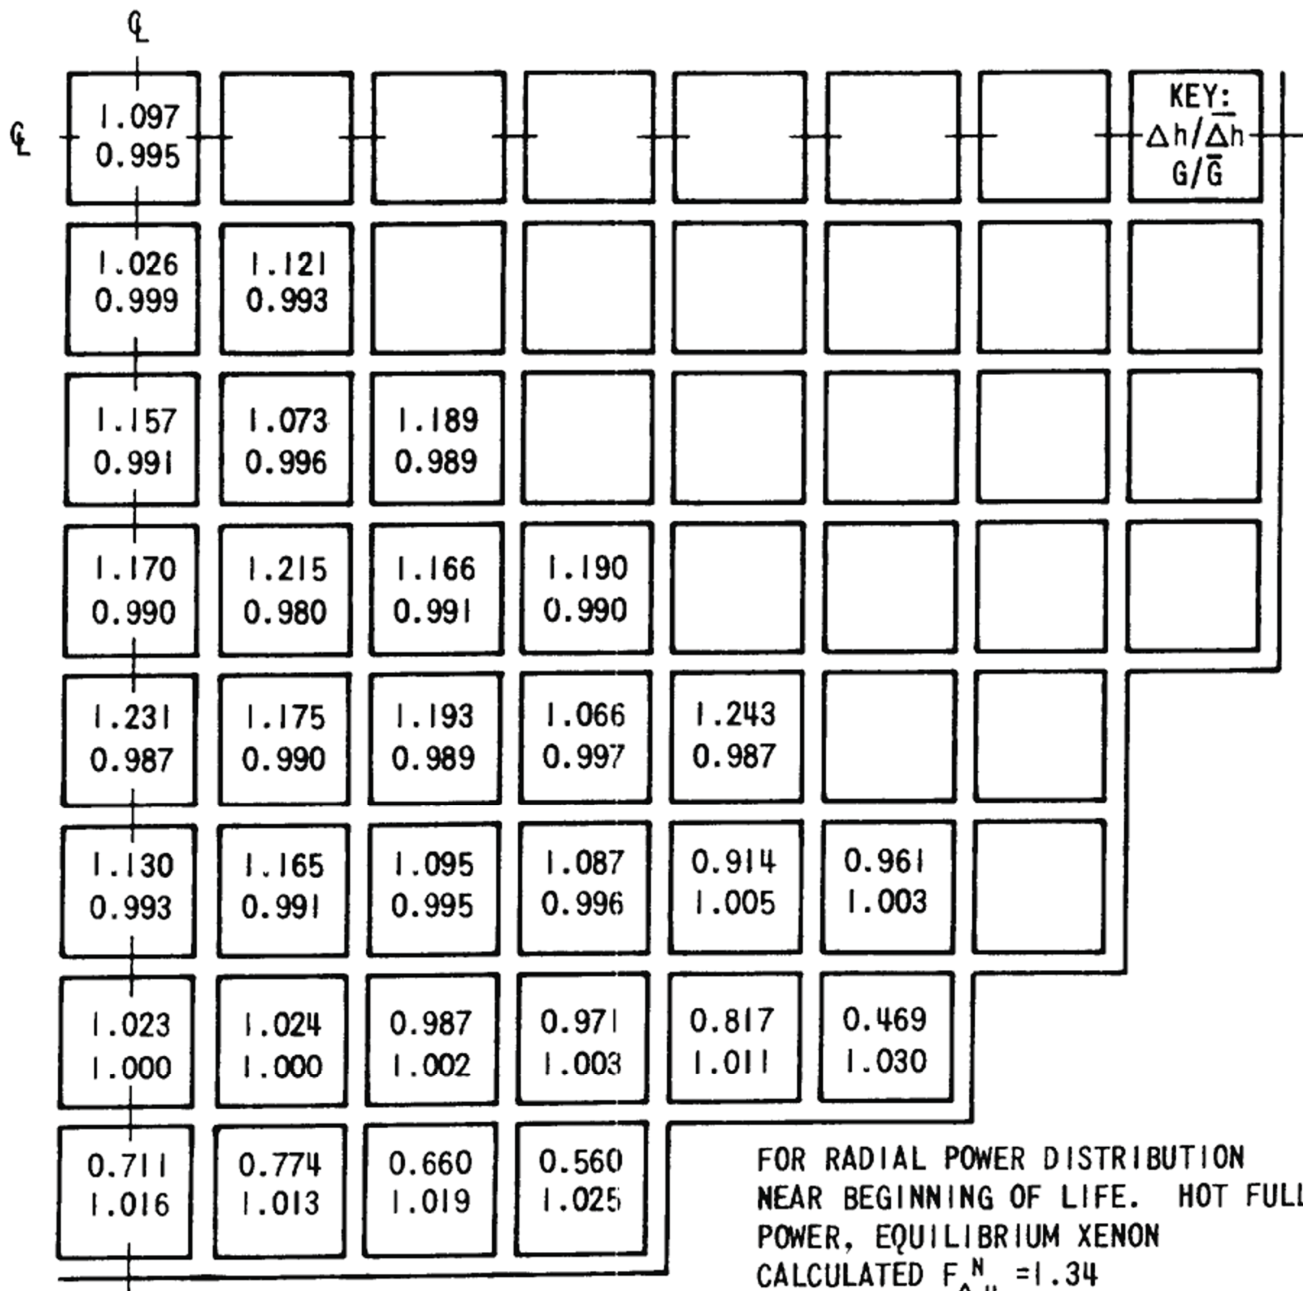 ℄
℄
1.097
0.995
KEY:
Δh/Δ̅h̅
G/G̅
1.026 1.121
0.999 0.993
1.157 1.073 1.189
0.991 0.996 0.989
1.170 1.215 1.166 1.190
0.990 0.980 0.991 0.990
1.231 1.175 1.193 1.066 1.243
0.987 0.990 0.989 0.997 0.987
1.130 1.165 1.095 1.087 0.914 0.961
0.993 0.991 0.995 0.996 1.005 1.003
1.023 1.024 0.987 0.971 0.817 0.469
1.000 1.000 1.002 1.003 1.011 1.030
0.711 0.774 0.660 0.560
1.016 1.013 1.019 1.025
FOR RADIAL POWER DISTRIBUTION
NEAR BEGINNING OF LIFE. HOT FULL
POWER, EQUILIBRIUM XENON
CALCULATED F N =1.34